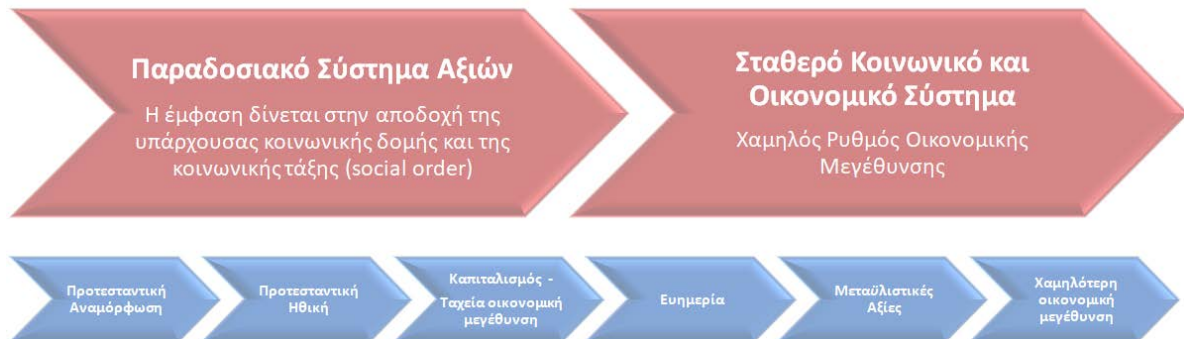 Παραδοσιακό Σύστημα Αξιών
Η έμφαση δίνεται στην αποδοχή της
υπάρχουσας κοινωνικής δομής και της
κοινωνικής τάξης (social order)
Σταθερό Κοινωνικό και
Οικονομικό Σύστημα
Χαμηλός Ρυθμός Οικονομικής
Μεγέθυνσης
Προτεσταντική
Αναμόρφωση
Προτεσταντική
Ηθική
Καπιταλισμός -
Ταχεία οικονομική
μεγέθυνση
Ευημερία
Μεταϋλιστικές
Αξίες
Χαμηλότερη
οικονομική
μεγέθυνση